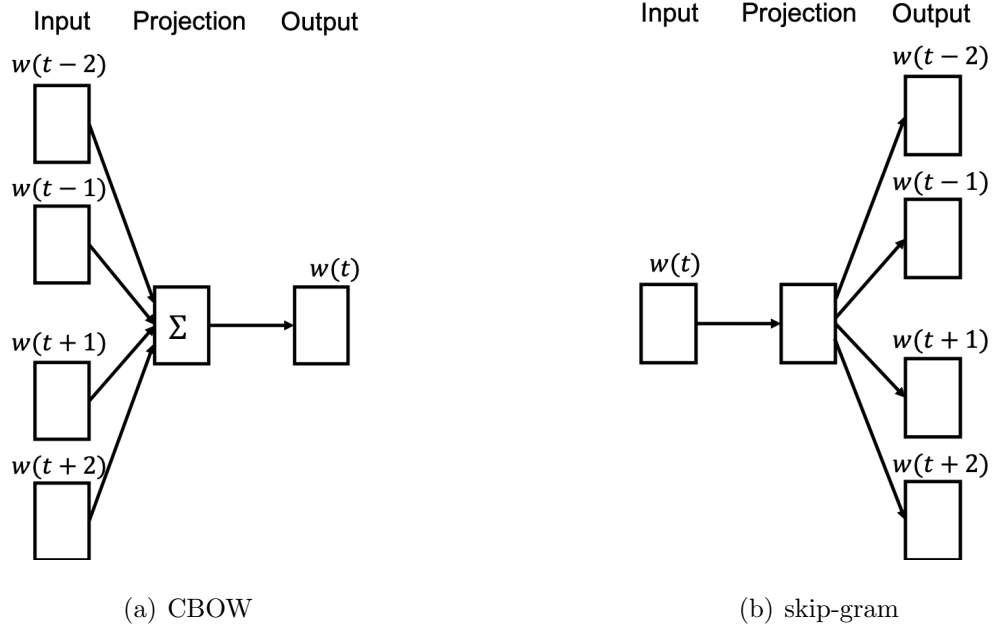 Input Projection Output
w(t − 2)
w(t − 1)
w(t)
Σ
w(t + 1)
w(t + 2)
(a) CBOW
Input Projection Output
w(t − 2)
w(t − 1)
w(t)
w(t + 1)
w(t + 2)
(b) skip-gram